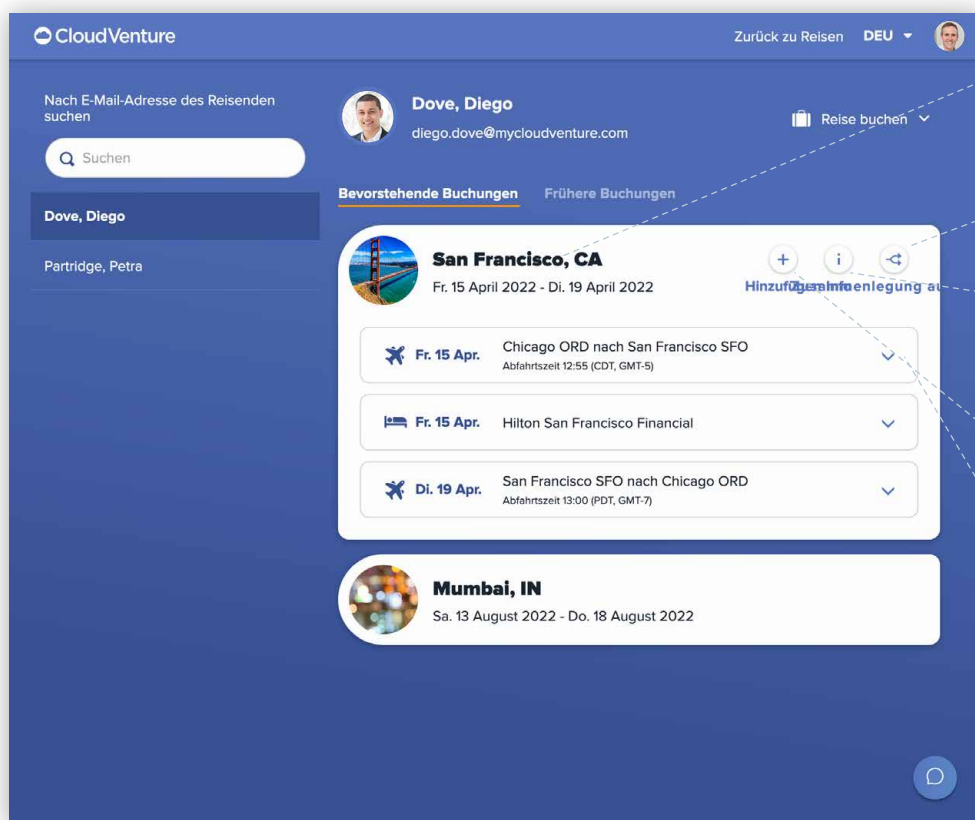 CloudVenture
Zurück zu Reisen DEU
Nach E-Mail-Adresse des Reisenden
suchen
Suchen
Dove, Diego
Partridge, Petra
Dove, Diego
diego.dove@mycloudventure.com
Reise buchen
Bevorstehende Buchungen Frühere Buchungen
San Francisco, CA
Fr. 15 April 2022 - Di. 19 April 2022
Fr. 15 Apr.
Chicago ORD nach San Francisco SFO
Abfahrtszeit 12:55 (CDT, GMT-5)
Fr. 15 Apr. Hilton San Francisco Financial
Di. 19 Apr.
San Francisco SFO nach Chicago ORD
Abfahrtszeit 13:00 (PDT, GMT-7)
Mumbai, IN
Sa. 13 August 2022 - Do. 18 August 2022